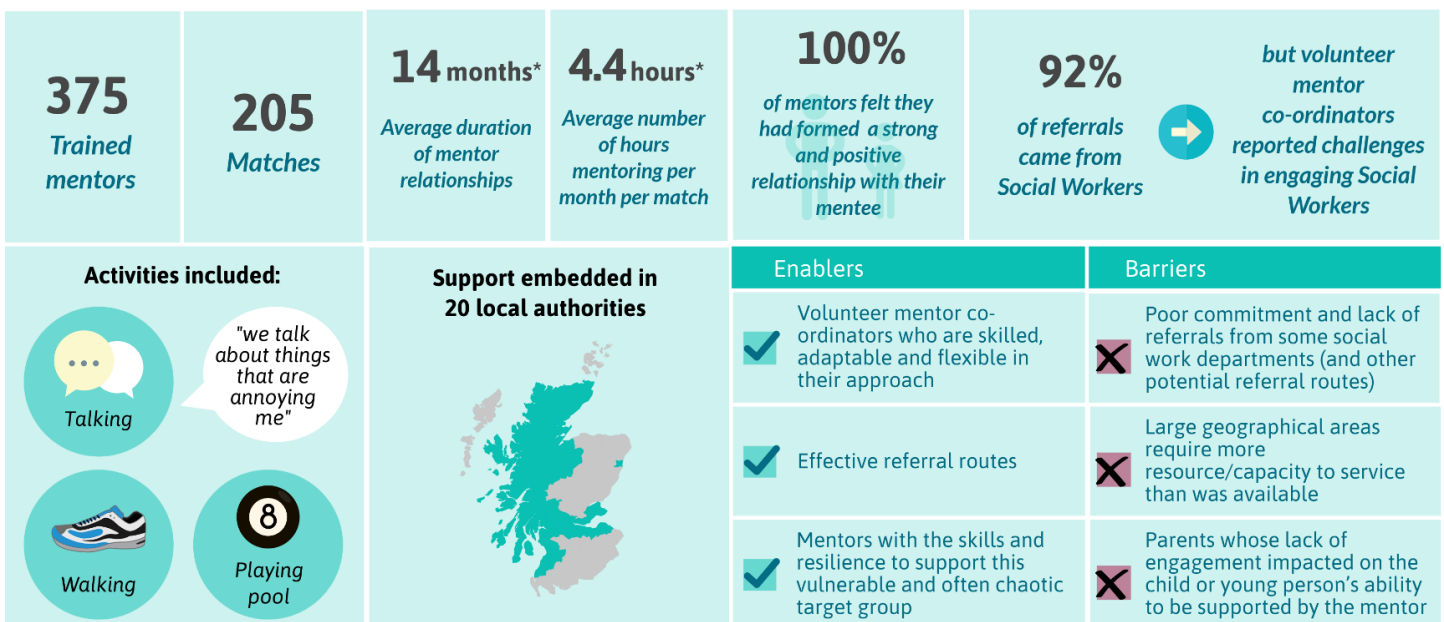 375
Trained
mentors
205
Matches
14 months*
Average duration
of mentor
relationships
4.4 hours*
Average number
of hours
mentoring per
month per match
100%
of mentors felt they
had formed a strong
and positive
relationship with their
mentee
92%
of referrals
came from
Social Workers
but volunteer
mentor
co-ordinators
reported challenges
in engaging Social
Workers
Activities included:
Talking
"we talk
about things
that are
annoying
me"
Walking
8
Playing
pool
Support embedded in
20 local authorities
Enablers
Volunteer mentor co-
ordinators who are skilled,
adaptable and flexible in
their approach
Effective referral routes
Mentors with the skills and
resilience to support this
vulnerable and often chaotic
target group
Barriers
Poor commitment and lack of
referrals from some social
work departments (and other
potential referral routes)
Large geographical areas
require more
resource/capacity to service
than was available
Parents whose lack of
engagement impacted on the
child or young person's ability
to be supported by the mentor